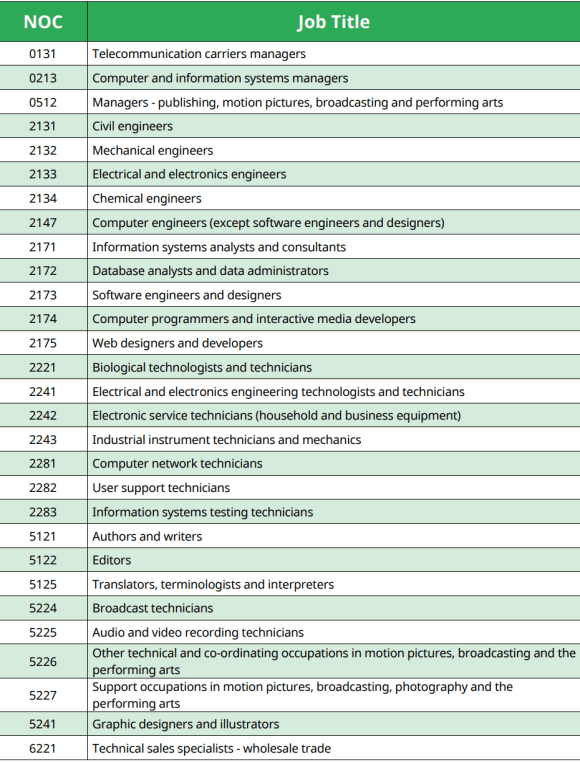 NOC Job Title
0131 Telecommunication carriers managers
0213 Computer and information systems managers
0512 Managers - publishing, motion pictures, broadcasting and performing arts
2131 Civil engineers
2132 Mechanical engineers
2133 Electrical and electronics engineers
2134 Chemical engineers
2147 Computer engineers (except software engineers and designers)
2171 Information systems analysts and consultants
2172 Database analysts and data administrators
2173 Software engineers and designers
2174 Computer programmers and interactive media developers
2175 Web designers and developers
2221 Biological technologists and technicians
2241 Electrical and electronics engineering technologists and technicians
2242 Electronic service technicians (household and business equipment)
2243 Industrial instrument technicians and mechanics
2281 Computer network technicians
2282 User support technicians
2283 Information systems testing technicians
5121 Authors and writers
5122 Editors
5125 Translators, terminologists and interpreters
5224 Broadcast technicians
5225 Audio and video recording technicians
5226 Other technical and co-ordinating occupations in motion pictures, broadcasting and the
performing arts
5227 Support occupations in motion pictures, broadcasting, photography and the
performing arts
5241 Graphic designers and illustrators
6221 Technical sales specialists - wholesale trade